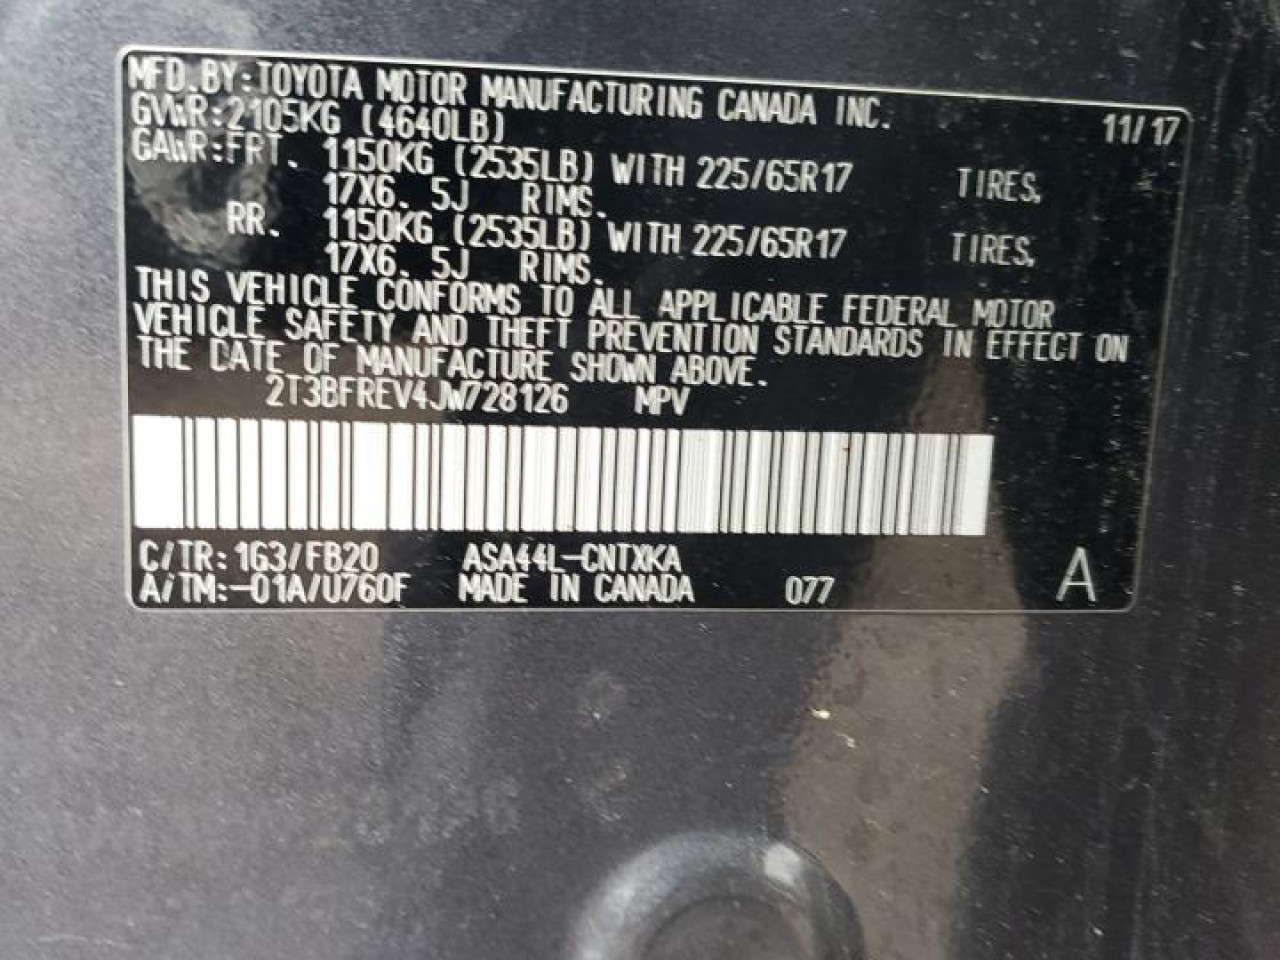 MFD.BY:TOYOTA MOTOR MANUFACTURING CANADA INC.
GVWR:2105KG (4640LB) 11/17
GAWR:FRT. 1150KG (2535LB) WITH 225/65R17 TIRES,
17X6.5J RIMS.
RR. 1150KG (2535LB) WITH 225/65R17 TIRES,
17X6.5J RIMS.
THIS VEHICLE CONFORMS TO ALL APPLICABLE FEDERAL MOTOR
VEHICLE SAFETY AND THEFT PREVENTION STANDARDS IN EFFECT ON
THE DATE OF MANUFACTURE SHOWN ABOVE.
2T3BFREV4JW728126 MPV
C/TR:1G3/FB20 ASA44L-CNTXKA
A/TM:-01A/U760F MADE IN CANADA 077 A